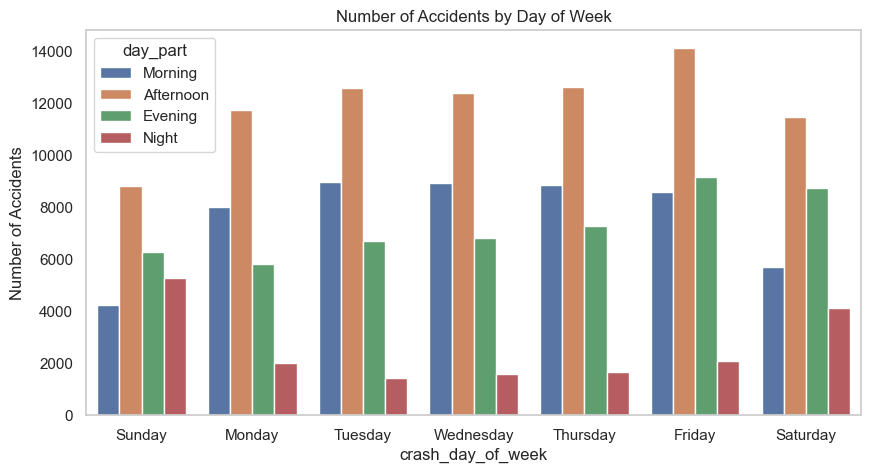 Number of Accidents by Day of Week
day_part
Morning
Afternoon
Evening
Night
Number of Accidents
14000
12000
10000
8000
6000
4000
2000
0
Sunday Monday Tuesday Wednesday Thursday Friday Saturday
crash_day_of_week